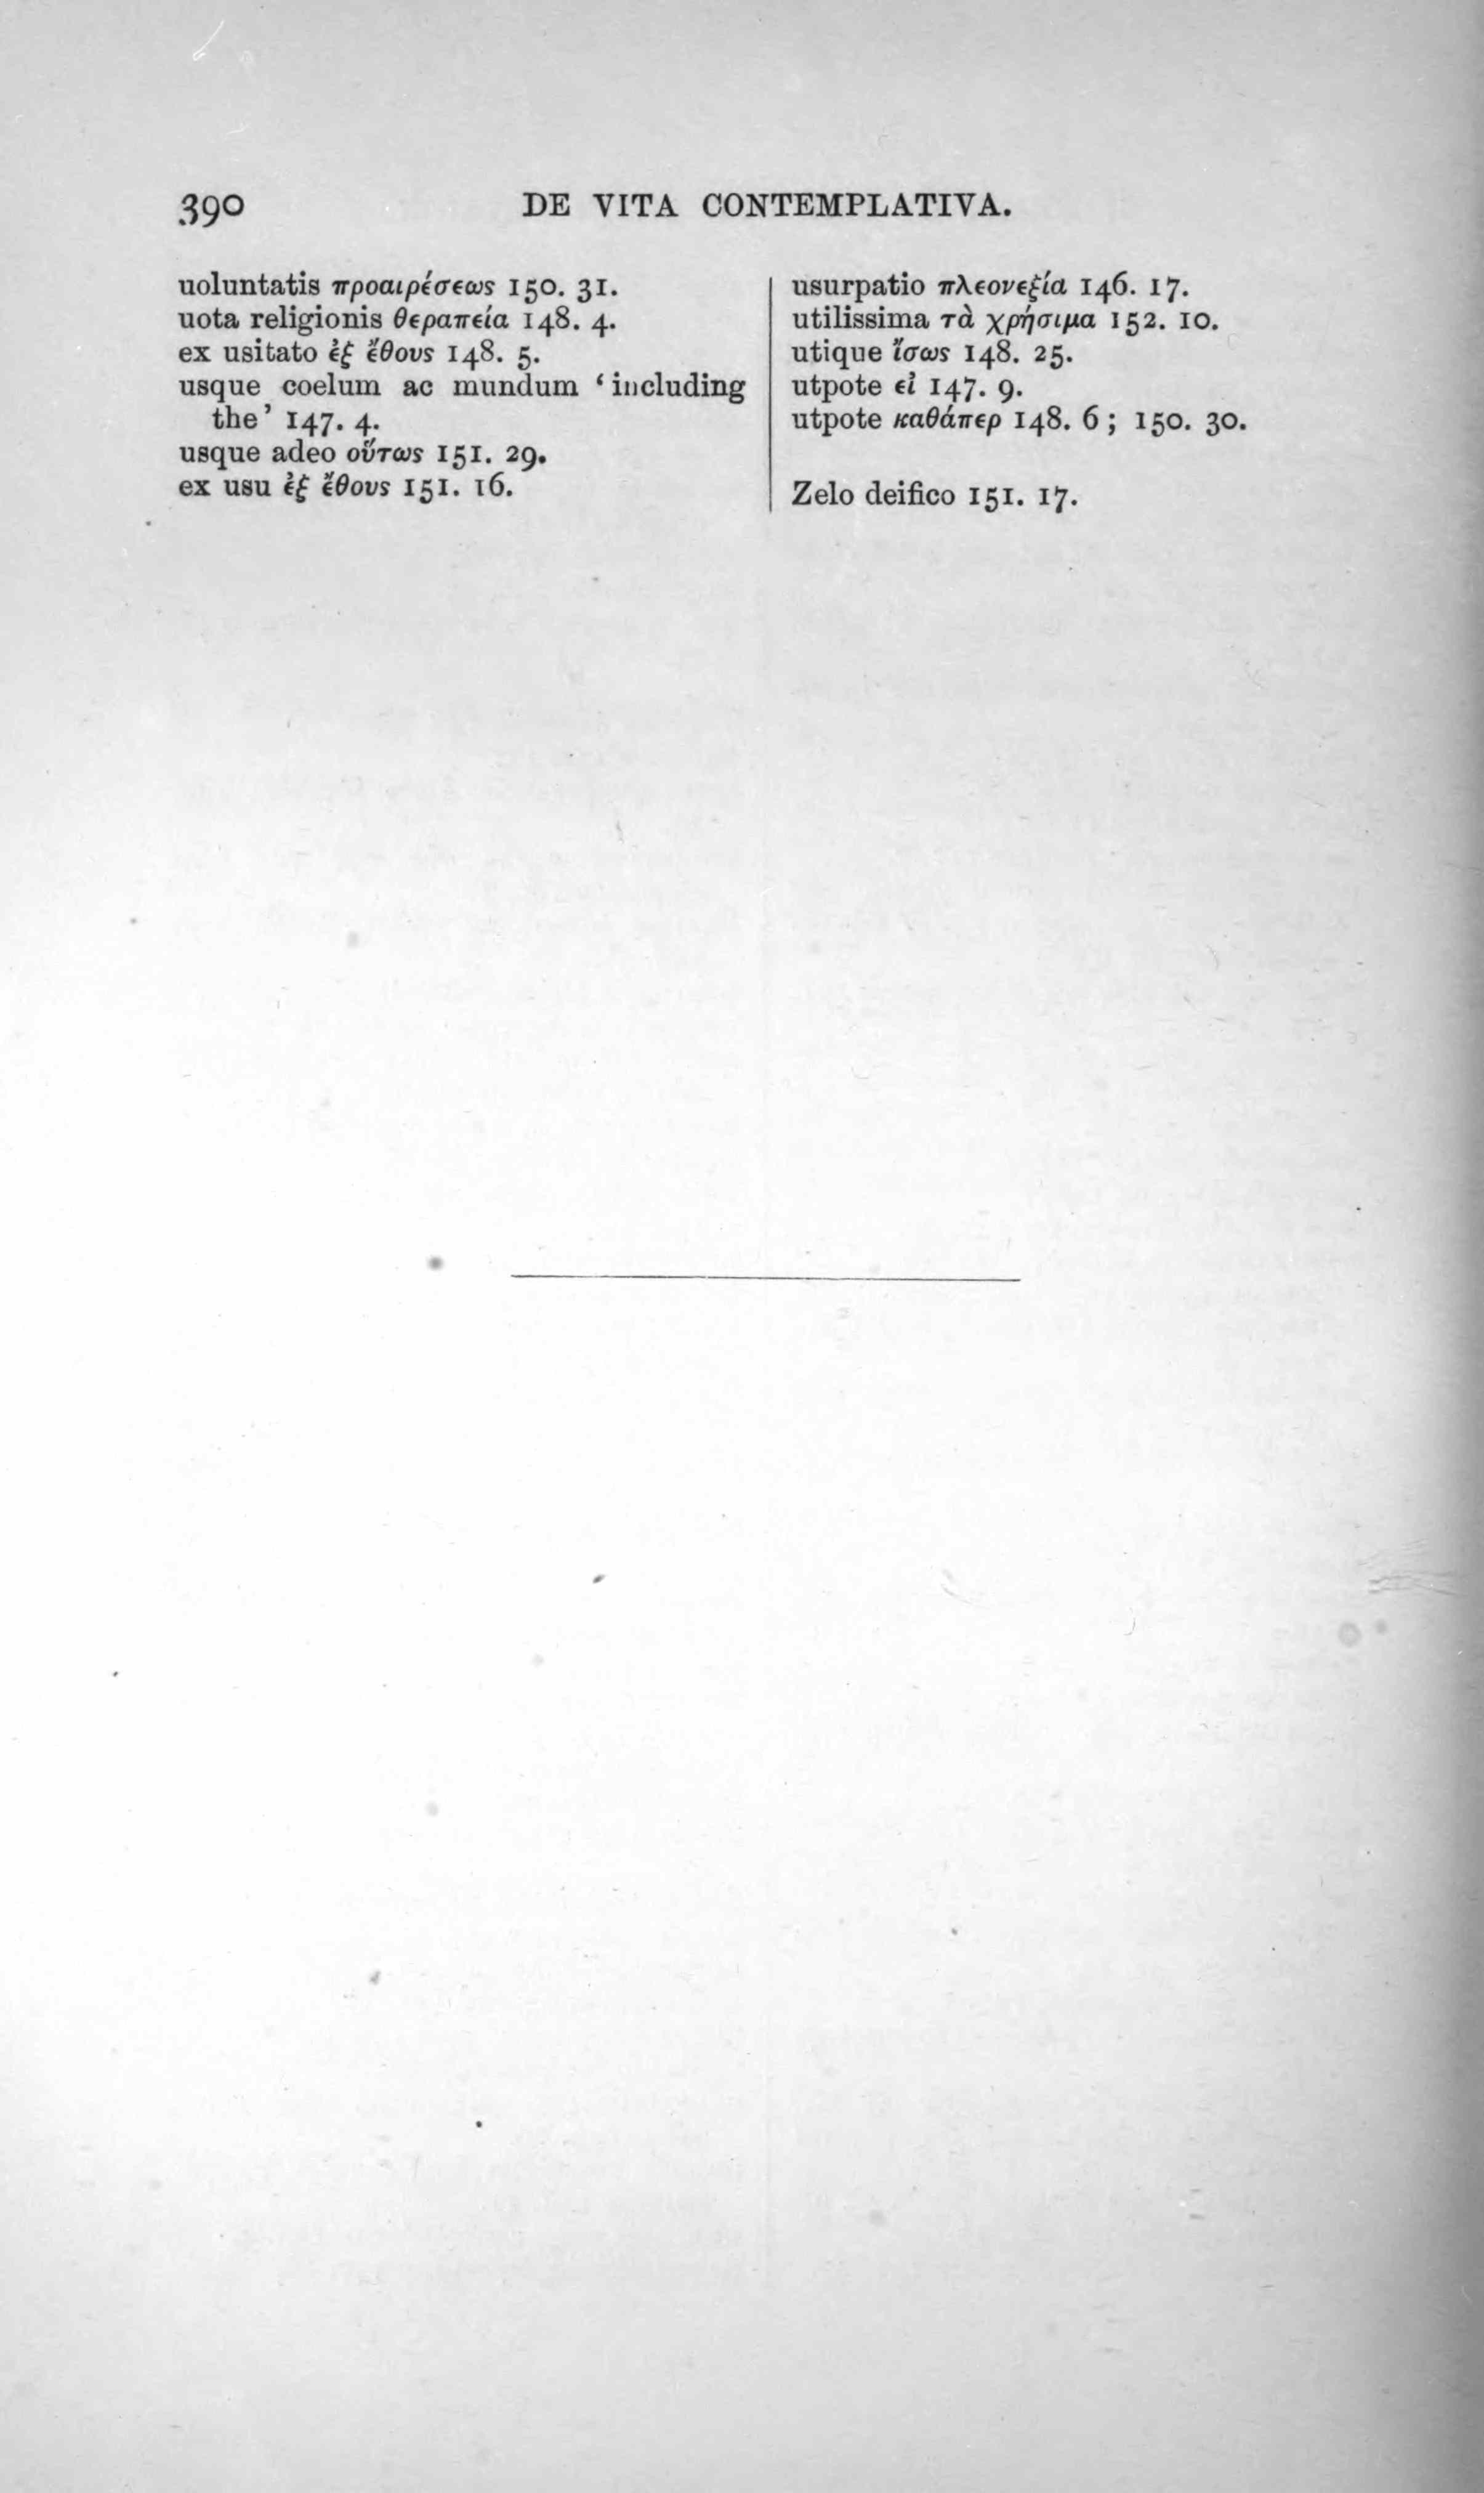 390
DE VITA CONTEMPLATIVA.
uoluntatis προαιρέσεως 150. 31.
uota religionis θεραπεία 148. 4.
ex usitato ἐξ ἔθους 148. 5.
usque coelum ac mundum ‘including
the’ 147. 4.
usque adeo οὕτως 151. 29.
ex usu ἐξ ἔθους 151. 16.
usurpatio πλεονεξία 146. 17.
utilissima τὰ χρήσιμα 152. 10.
utique ἴσως 148. 25.
utpote εἰ 147. 9.
utpote καθάπερ 148. 6; 150. 30.
Zelo deifico 151. 17.